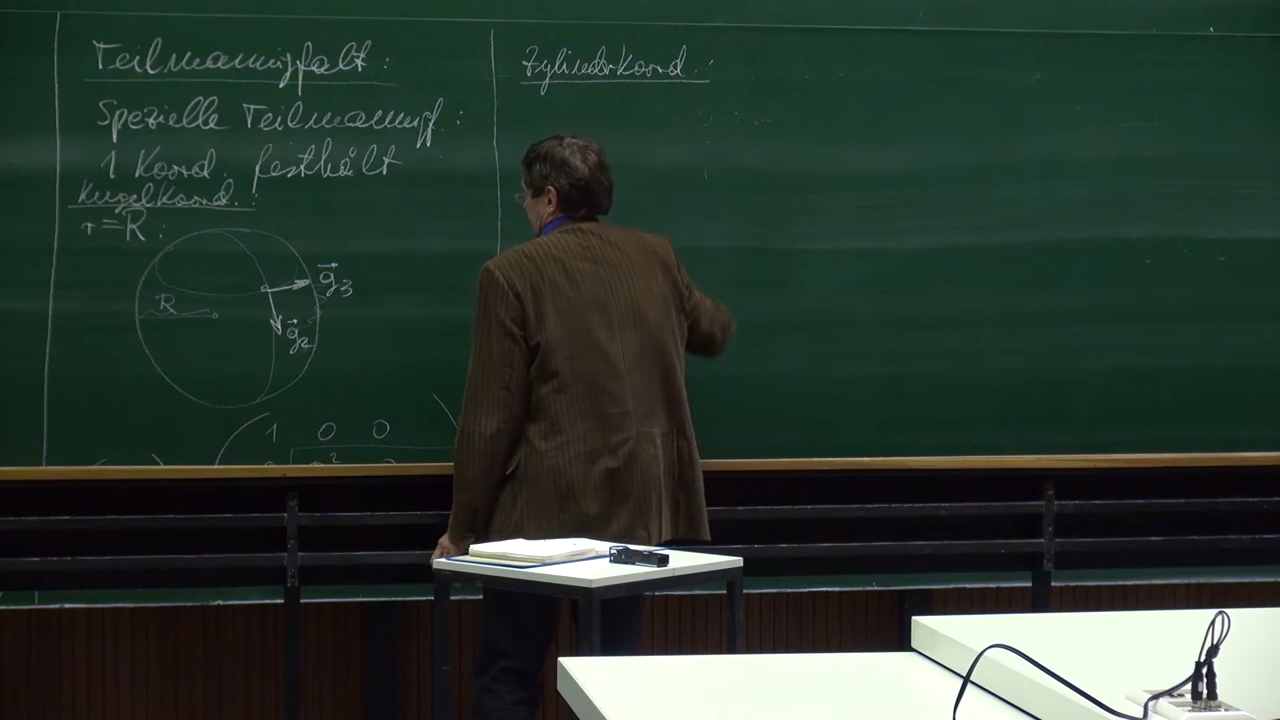 Teilmannigfalt:
Spezielle Teilmannigf:
1 Koord. festhält
Kugelkoord.:
r=R:
R
g⃗₃
g⃗₂
1 0 0
Zylinderkoord.: